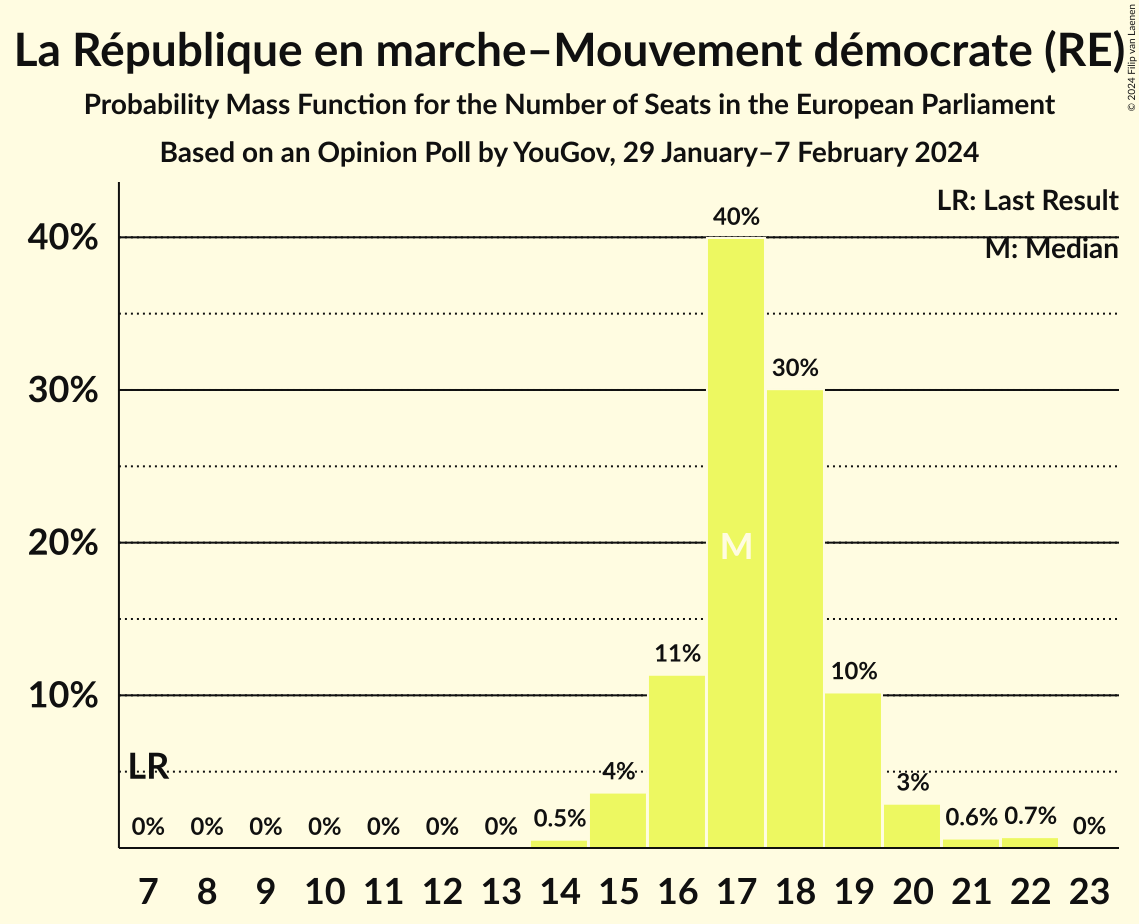 La République en marche–Mouvement démocrate (RE)
© 2024 Filip van Laenen
Probability Mass Function for the Number of Seats in the European Parliament
Based on an Opinion Poll by YouGov, 29 January–7 February 2024
LR: Last Result
M: Median
40%
30%
20%
10%
LR
M
0% 0% 0% 0% 0% 0% 0% 0.5% 4% 11% 40% 30% 10% 3% 0.6% 0.7% 0%
7 8 9 10 11 12 13 14 15 16 17 18 19 20 21 22 23